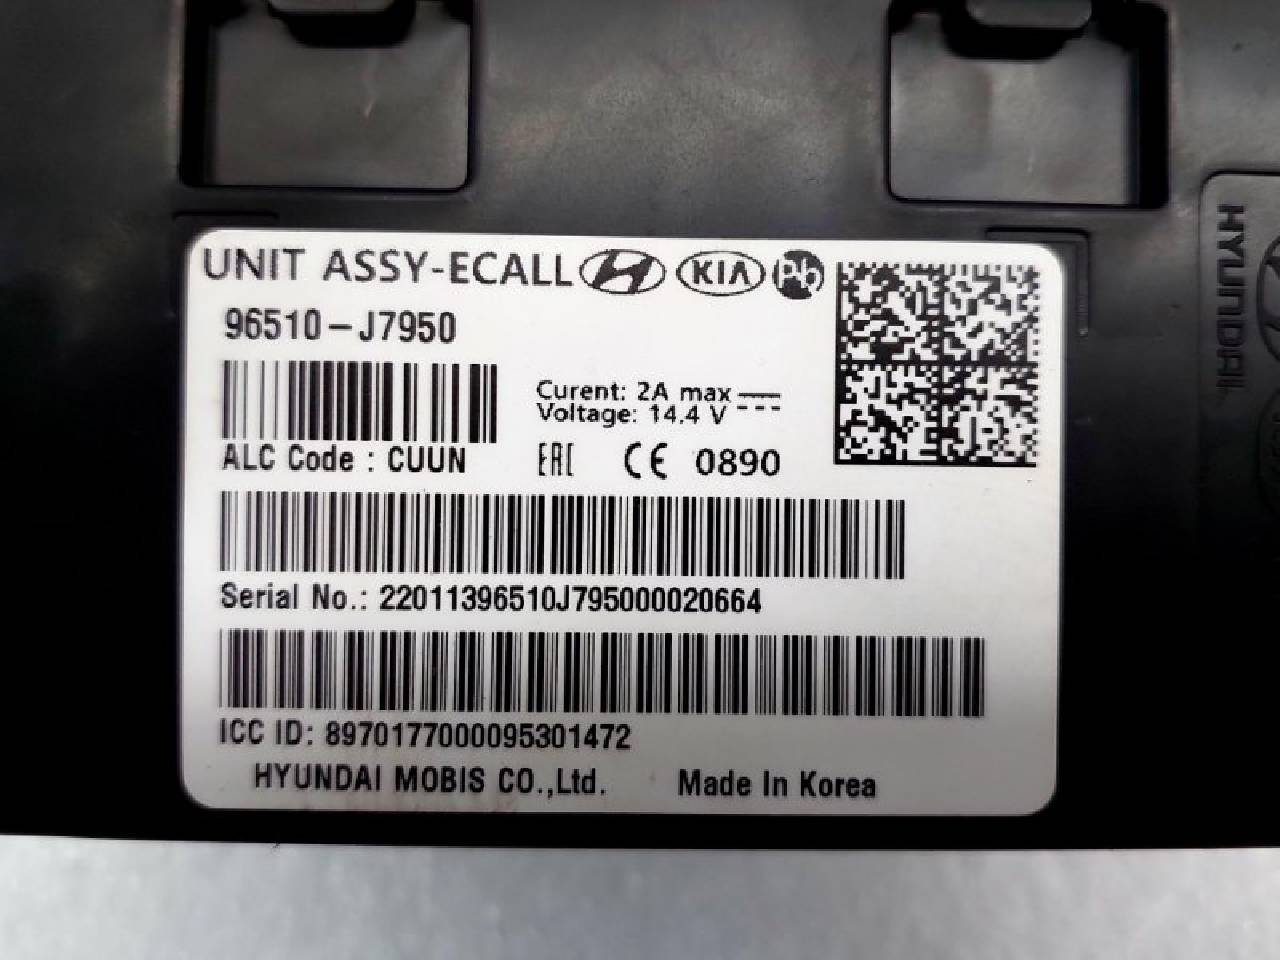 UNIT ASSY-ECALL KIA Pb
96510-J7950
Curent: 2A max
Voltage: 14.4 V
ALC Code : CUUN EAC CE 0890
Serial No.: 22011396510J795000020664
ICC ID: 8970177000095301472
HYUNDAI MOBIS CO.,Ltd. Made In Korea
HYUNDAI